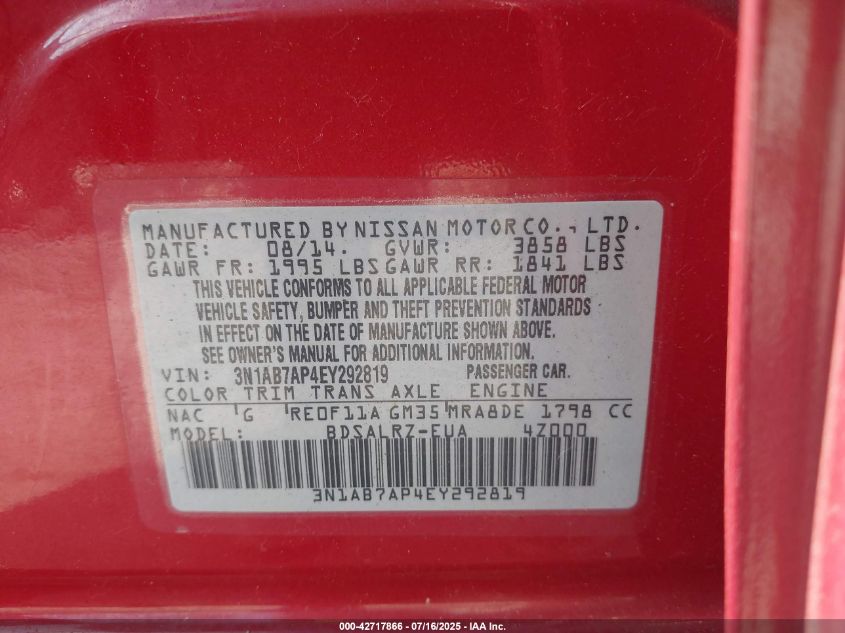 MANUFACTURED BY NISSAN MOTOR CO., LTD.
DATE: 08/14. GVWR: 3858 LBS
GAWR FR: 1995 LBS GAWR RR: 1841 LBS
THIS VEHICLE CONFORMS TO ALL APPLICABLE FEDERAL MOTOR
VEHICLE SAFETY, BUMPER AND THEFT PREVENTION STANDARDS
IN EFFECT ON THE DATE OF MANUFACTURE SHOWN ABOVE.
SEE OWNER'S MANUAL FOR ADDITIONAL INFORMATION.
VIN: 3N1AB7AP4EY292819 PASSENGER CAR.
COLOR TRIM TRANS AXLE ENGINE
NAC G RE0F11A GM35 MRA8DE 1798 CC
MODEL: BDSALRZ-EUA 4Z000
3N1AB7AP4EY292819
000-42717866 - 07/16/2025 - IAA Inc.